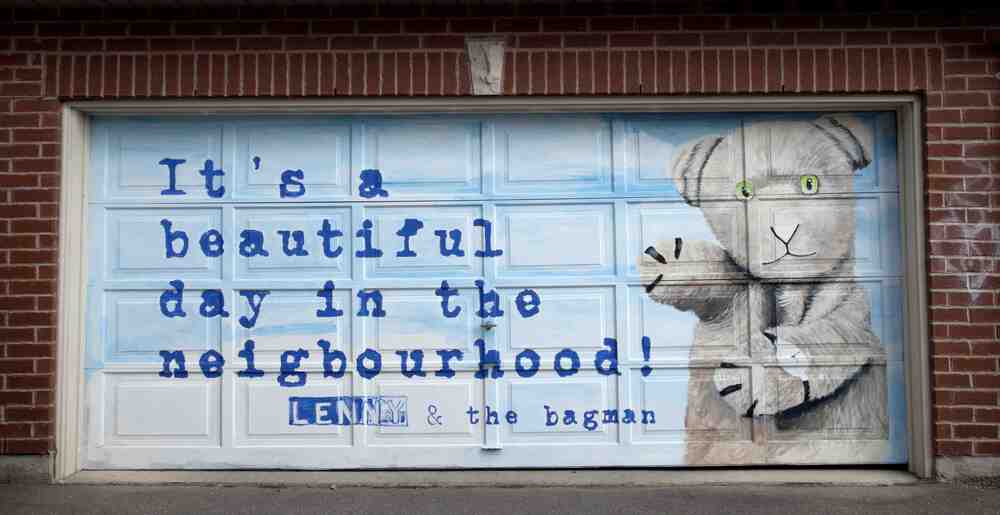 It's a
beautiful
day in the
neigbourhood!
LENNY & the bagman